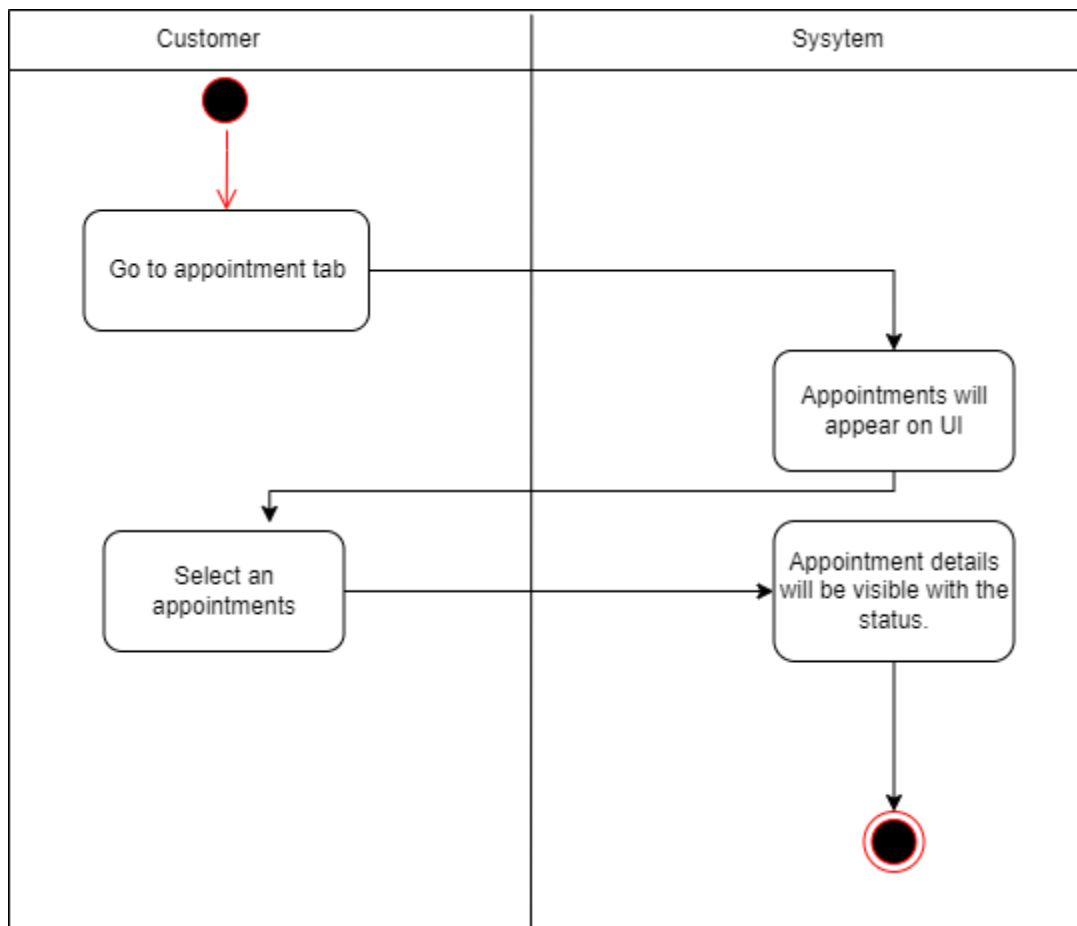 Customer
Sysytem
Go to appointment tab
Appointments will
appear on UI
Select an
appointments
Appointment details
will be visible with the
status.